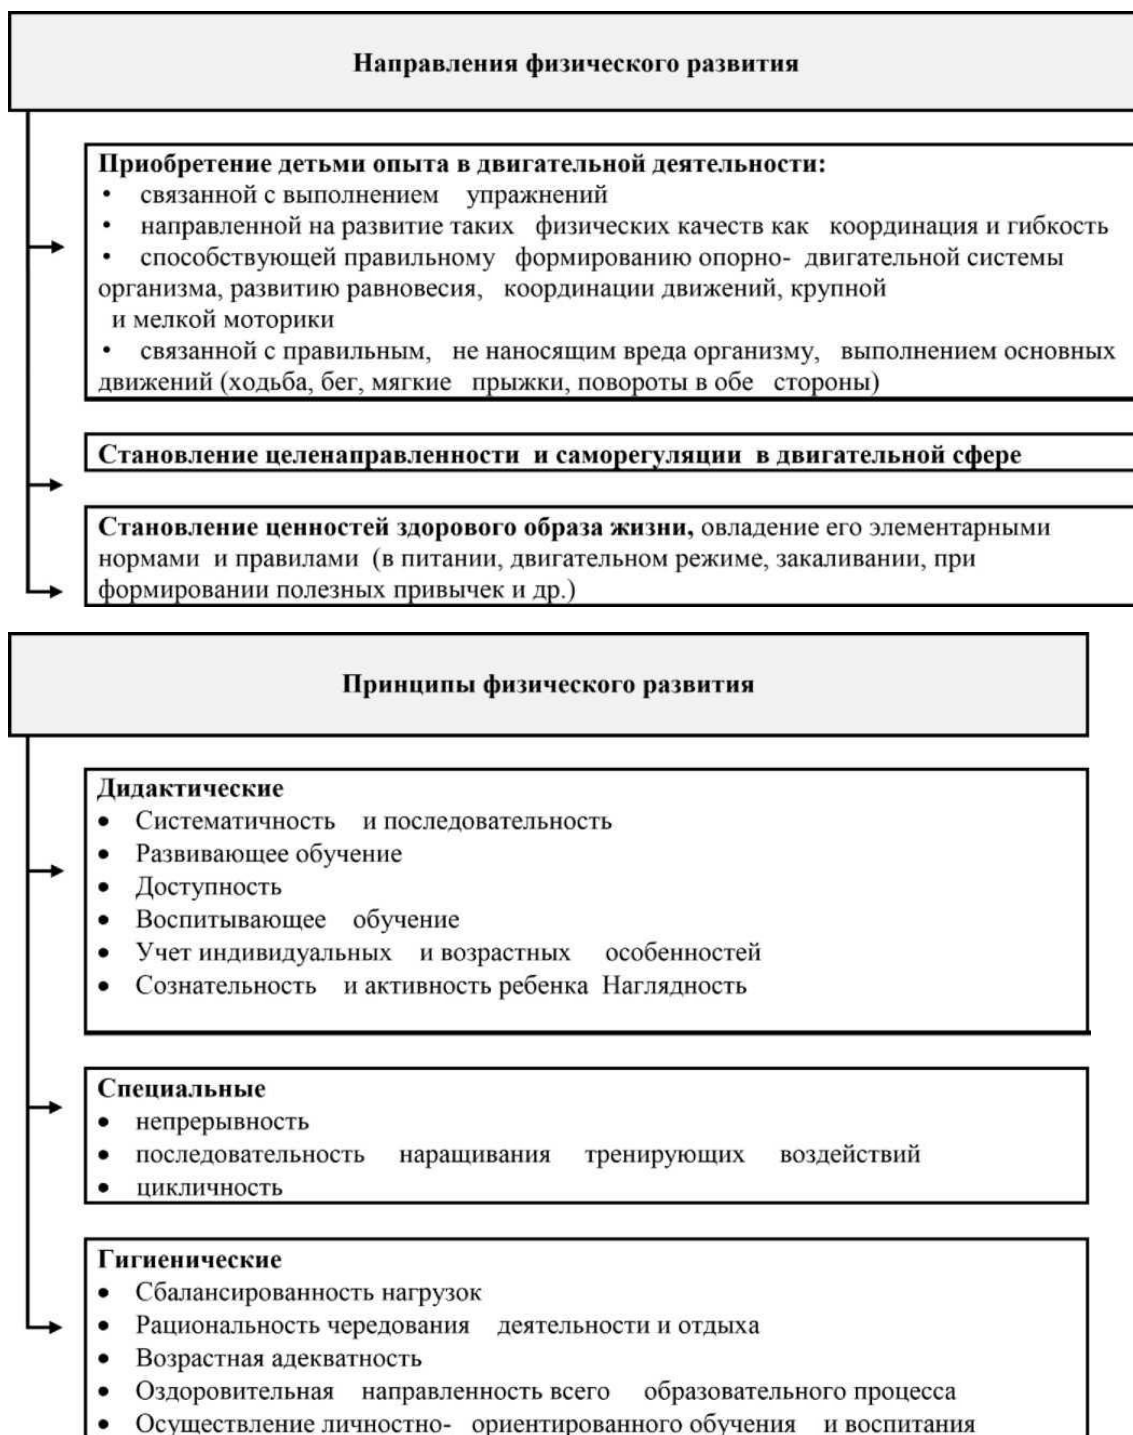 Направления физического развития
Приобретение детьми опыта в двигательной деятельности:
• связанной с выполнением упражнений
• направленной на развитие таких физических качеств как координация и гибкость
• способствующей правильному формированию опорно- двигательной системы
организма, развитию равновесия, координации движений, крупной
и мелкой моторики
• связанной с правильным, не наносящим вреда организму, выполнением основных
движений (ходьба, бег, мягкие прыжки, повороты в обе стороны)
Становление целенаправленности и саморегуляции в двигательной сфере
Становление ценностей здорового образа жизни, овладение его элементарными
нормами и правилами (в питании, двигательном режиме, закаливании, при
формировании полезных привычек и др.)
Принципы физического развития
Дидактические
• Систематичность и последовательность
• Развивающее обучение
• Доступность
• Воспитывающее обучение
• Учет индивидуальных и возрастных особенностей
• Сознательность и активность ребенка Наглядность
Специальные
• непрерывность
• последовательность наращивания тренирующих воздействий
• цикличность
Гигиенические
• Сбалансированность нагрузок
• Рациональность чередования деятельности и отдыха
• Возрастная адекватность
• Оздоровительная направленность всего образовательного процесса
• Осуществление личностно- ориентированного обучения и воспитания